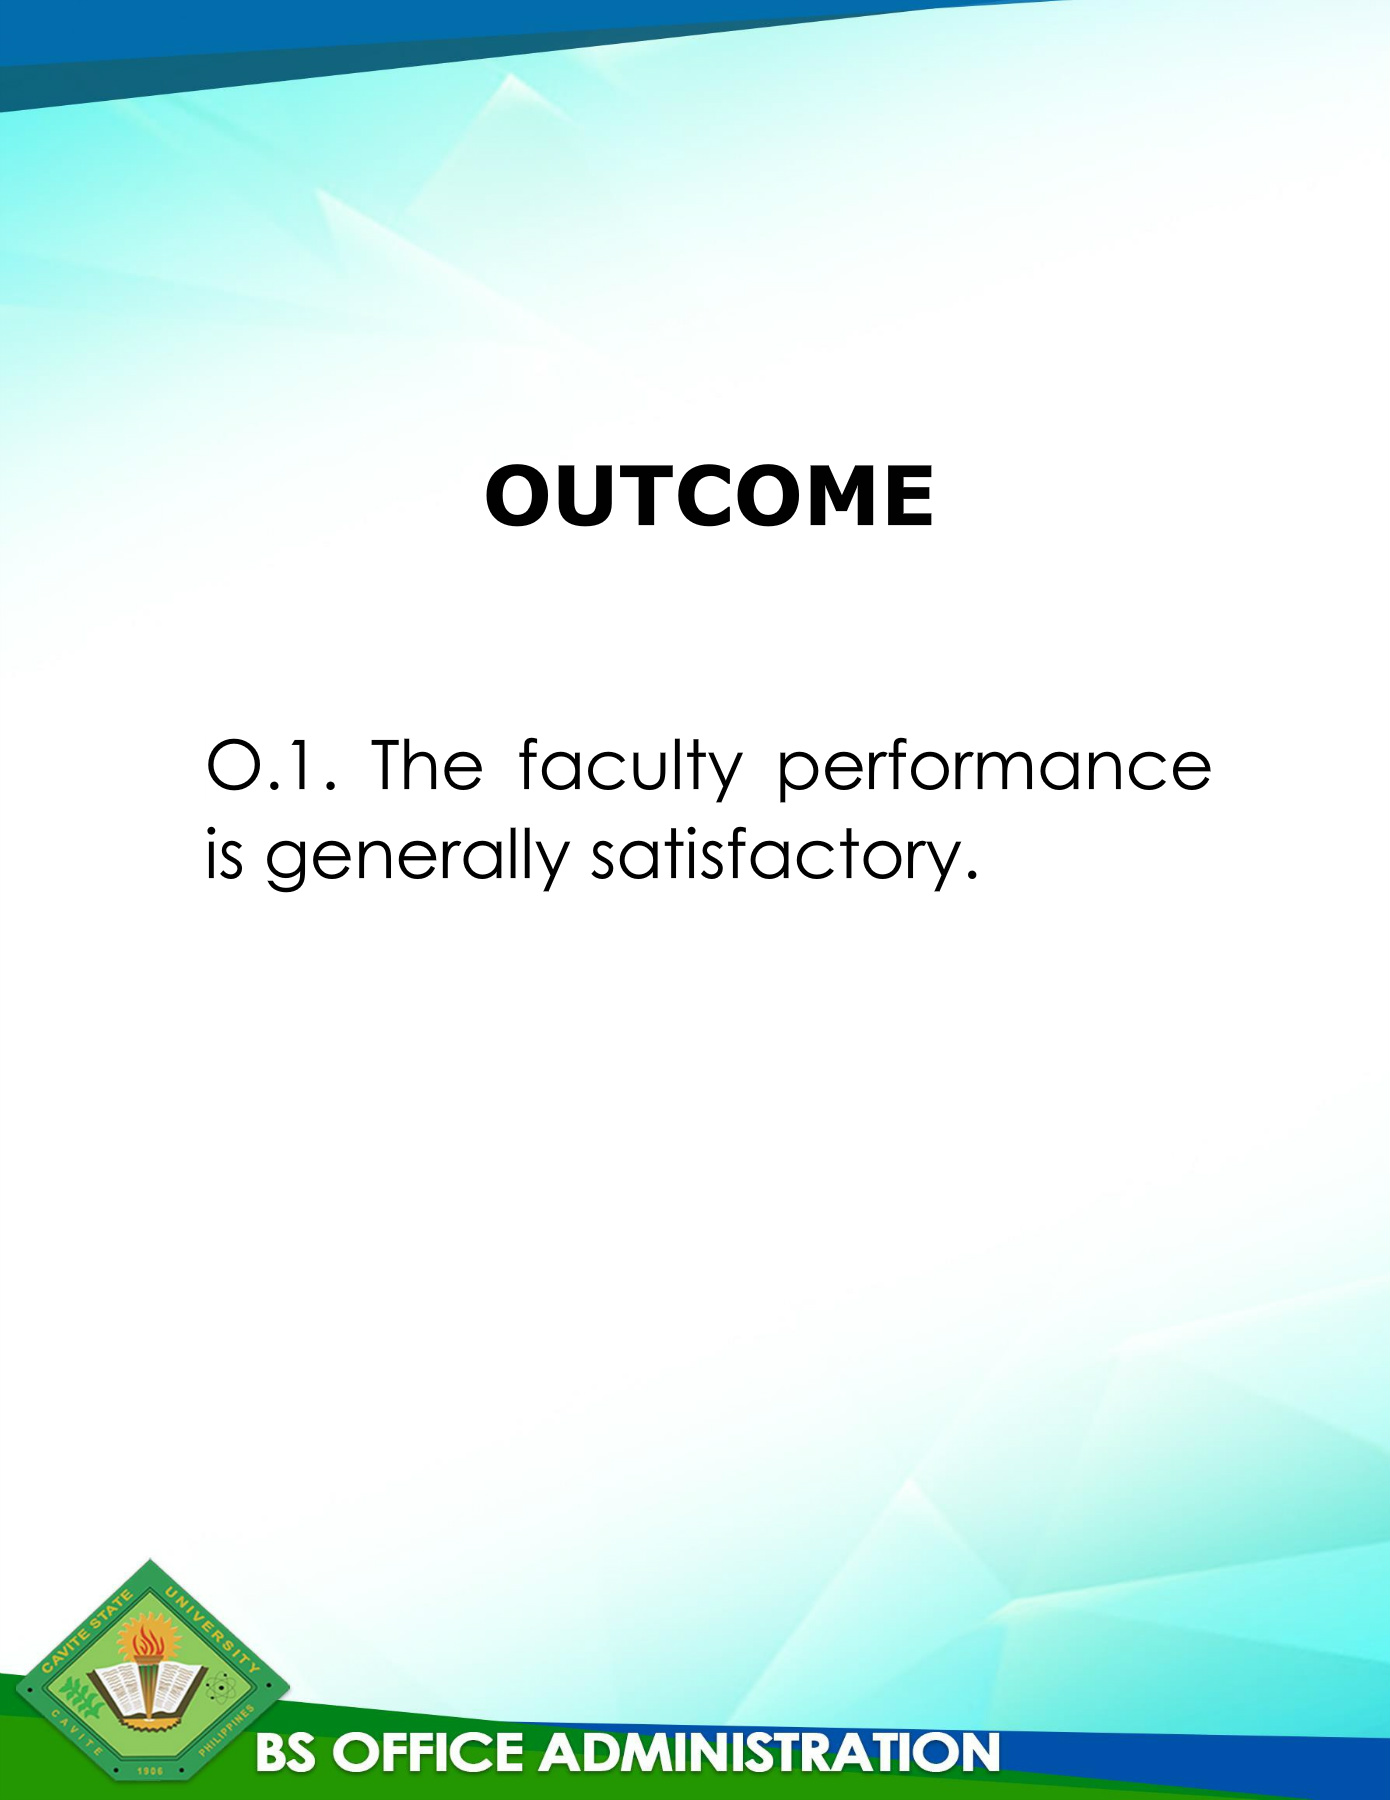 OUTCOME
O.1. The faculty performance
is generally satisfactory.
CAVITE STATE UNIVERSITY
CAVITE PHILIPPINES
1906
BS OFFICE ADMINISTRATION